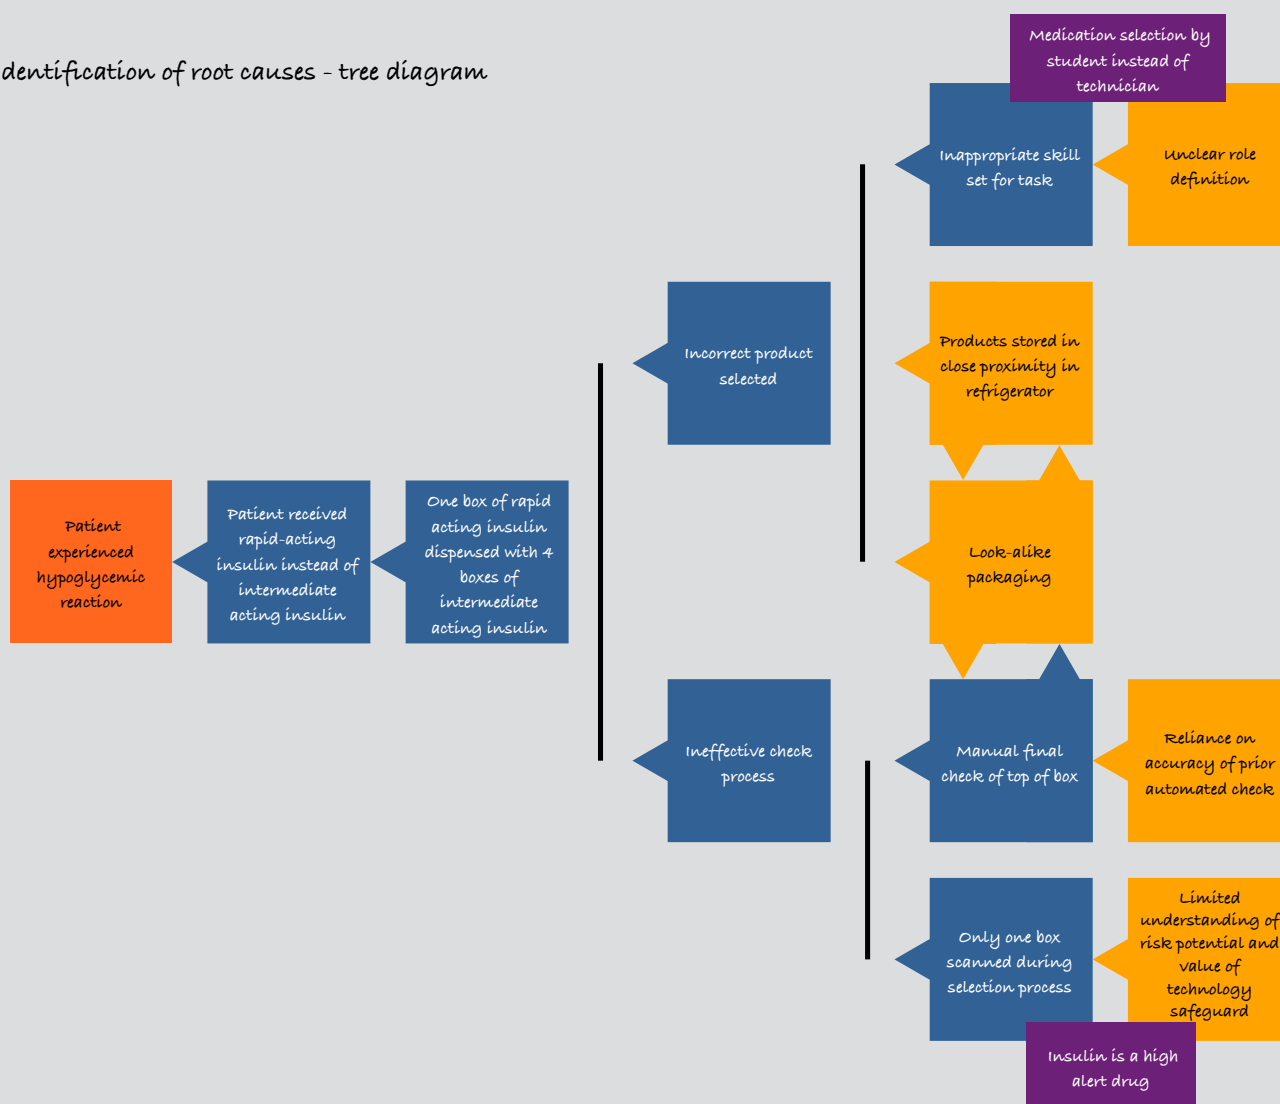 dentification of root causes - tree diagram
Medication selection by
student instead of
technician
Inappropriate skill
set for task
Unclear role
definition
Incorrect product
selected
Products stored in
close proximity in
refrigerator
Patient
experienced
hypoglycemic
reaction
Patient received
rapid-acting
insulin instead of
intermediate
acting insulin
One box of rapid
acting insulin
dispensed with 4
boxes of
intermediate
acting insulin
Look-alike
packaging
Ineffective check
process
Manual final
check of top of box
Reliance on
accuracy of prior
automated check
Only one box
scanned during
selection process
Limited
understanding of
risk potential and
value of
technology
safeguard
Insulin is a high
alert drug